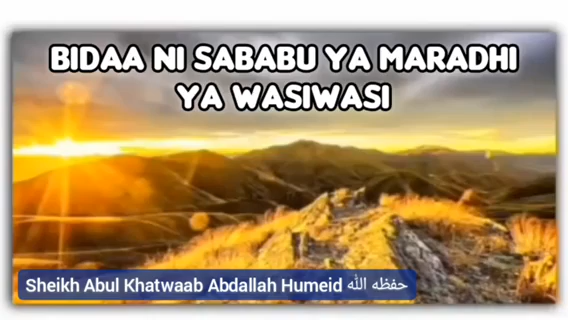 BIDAA NI SABABU YA MARADHI
YA WASIWASI
Sheikh Abul Khatwaab Abdallah Humeid حفظه الله